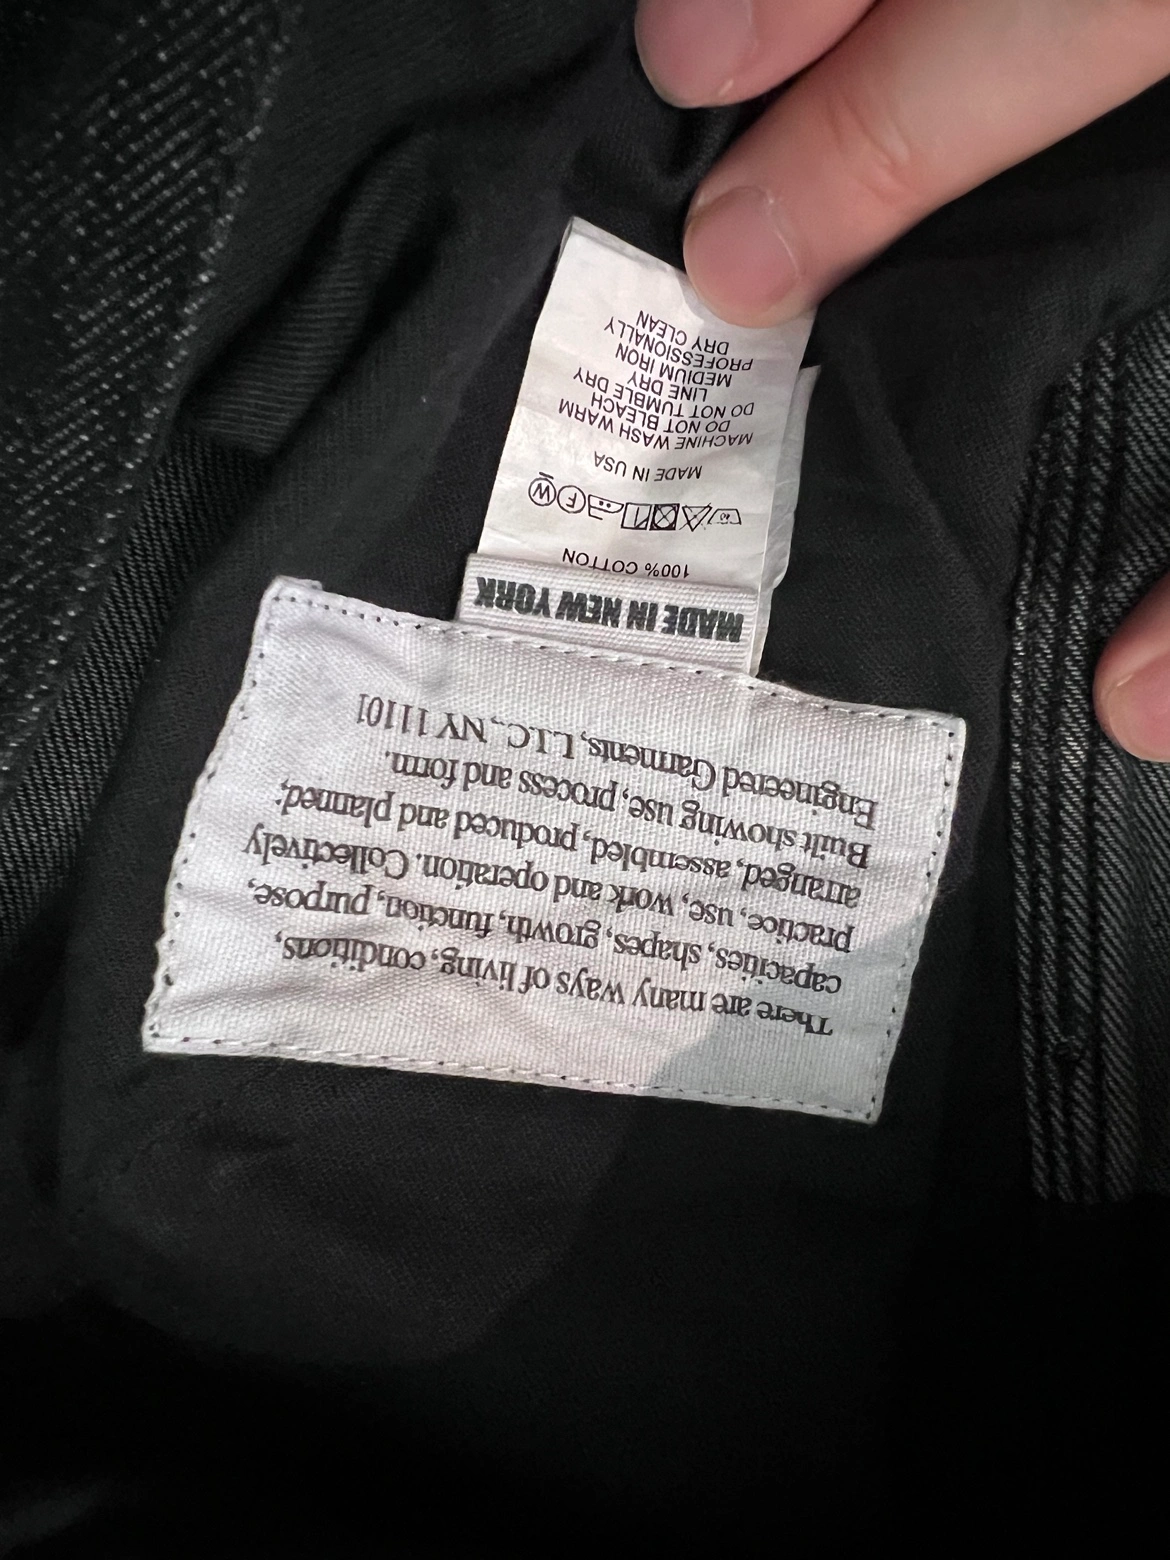 There are many ways of living, conditions,
capacities, shapes, growth, function, purpose,
practice, use, work and operation. Collectively
arranged, assembled, produced and planned;
Built showing use, process and form.
Engineered Garments, L.I.C., NY 11101
MADE IN NEW YORK
100% COTTON
W F
MADE IN USA
MACHINE WASH WARM
DO NOT BLEACH
DO NOT TUMBLE DRY
LINE DRY
MEDIUM IRON
PROFESSIONALLY
DRY CLEAN